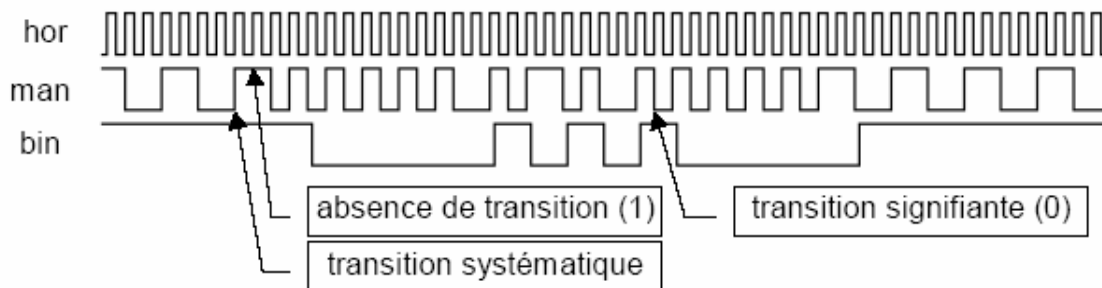 hor
man
bin
absence de transition (1)
transition signifiante (0)
transition systématique